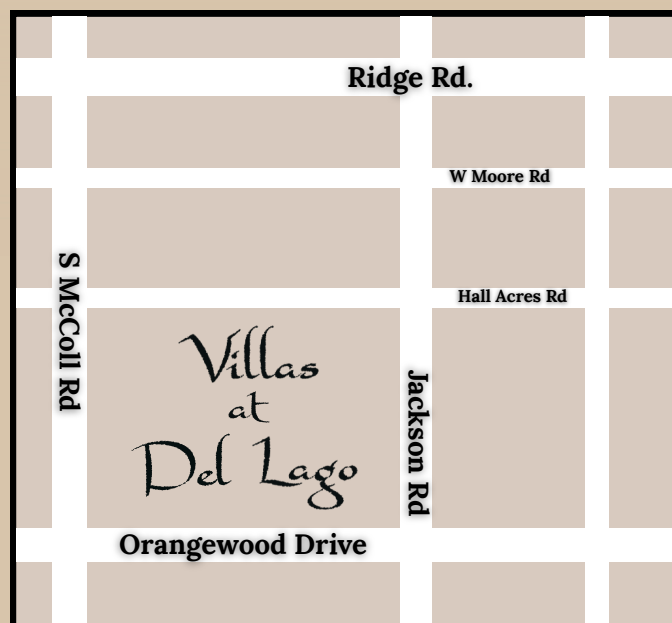 Ridge Rd.
W Moore Rd
S McColl Rd
Hall Acres Rd
Villas
at
Del Lago
Jackson Rd
Orangewood Drive